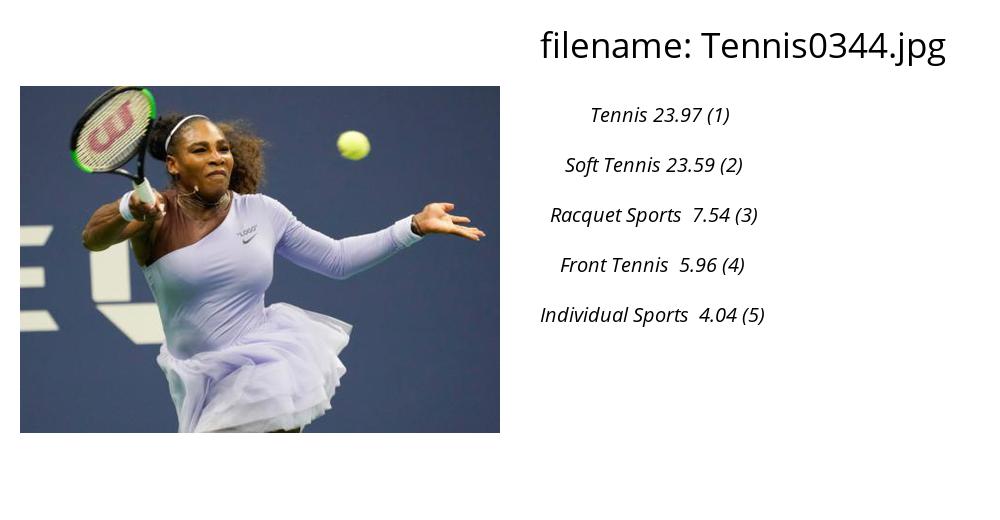 filename: Tennis0344.jpg
Tennis 23.97 (1)
Soft Tennis 23.59 (2)
Racquet Sports 7.54 (3)
Front Tennis 5.96 (4)
Individual Sports 4.04 (5)
"LOGO"